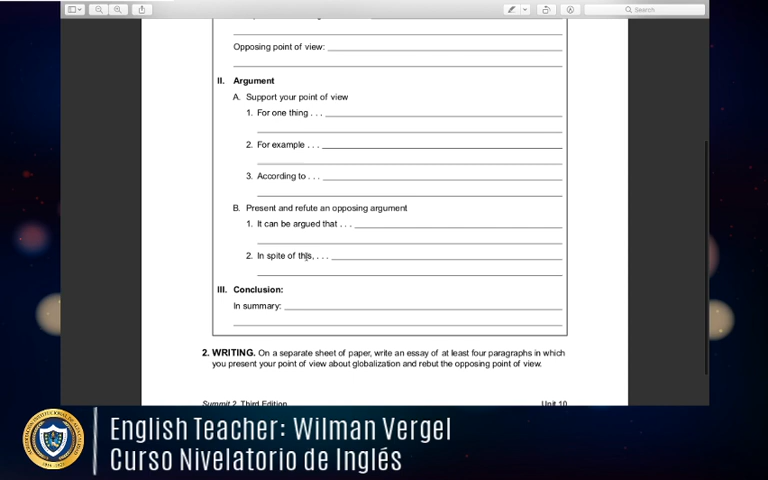 Search
Opposing point of view:
II. Argument
A. Support your point of view
1. For one thing . . .
2. For example . . .
3. According to . . .
B. Present and refute an opposing argument
1. It can be argued that . . .
2. In spite of this, . . .
III. Conclusion:
In summary:
2. WRITING. On a separate sheet of paper, write an essay of at least four paragraphs in which
you present your point of view about globalization and rebut the opposing point of view.
Summit 2, Third Edition Unit 10
English Teacher: Wilman Vergel
Curso Nivelatorio de Inglés